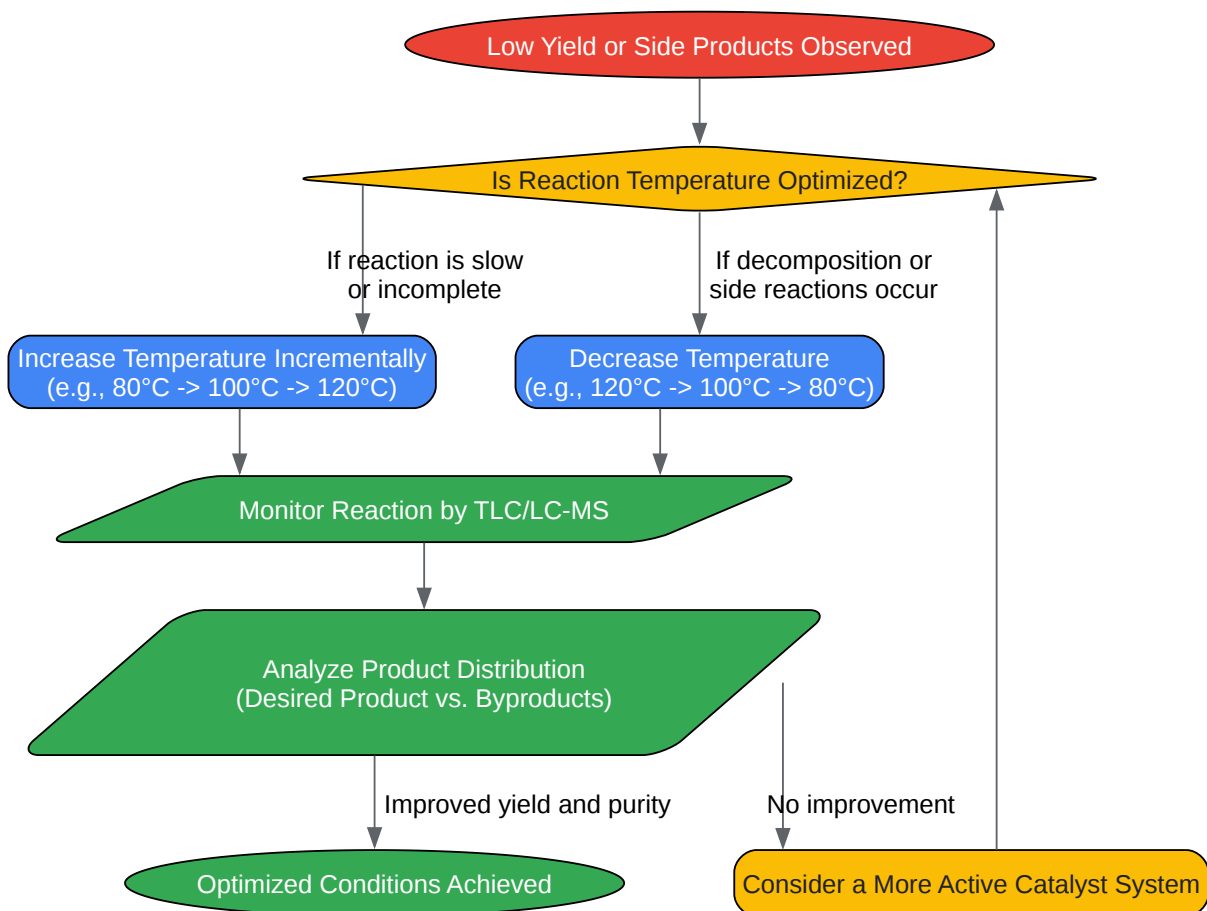 Low Yield or Side Products Observed
Is Reaction Temperature Optimized?
If reaction is slow
or incomplete
If decomposition or
side reactions occur
Increase Temperature Incrementally
(e.g., 80°C -> 100°C -> 120°C)
Decrease Temperature
(e.g., 120°C -> 100°C -> 80°C)
Monitor Reaction by TLC/LC-MS
Analyze Product Distribution
(Desired Product vs. Byproducts)
Improved yield and purity
No improvement
Optimized Conditions Achieved
Consider a More Active Catalyst System